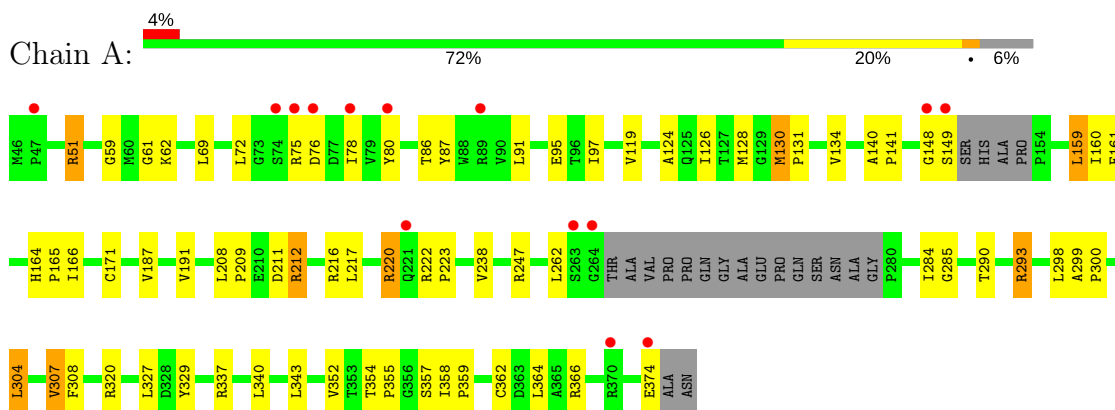 4%
Chain A:
72% 20% • 6%
M46 P47 R51 G59 M60 G61 K62 L69 L72 G73 S74 R75 D76 D77 I78 V79 Y80 T86 Y87 W88 R89 V90 L91 E95 T96 I97 V119 A124 Q125 I126 T127 M128 G129 M130 P131 V134 A140 P141 G148 S149 SER HIS ALA PRO P154 L159 I160
H164 P165 I166 C171 V187 V191 L208 P209 E210 D211 R212 R216 L217 R220 Q221 R222 P223 V238 R247 L262 S263 G264 THR ALA VAL PRO PRO GLN GLY ALA GLU PRO GLN SER ASN ALA GLY P280 I284 G285 T290 R293 L298 A299 P300
L304 V307 F308 R320 L327 D328 Y329 R337 L340 L343 V352 T353 T354 P355 G356 S357 I358 P359 C362 D363 L364 A365 R366 R370 E374 ALA ASN